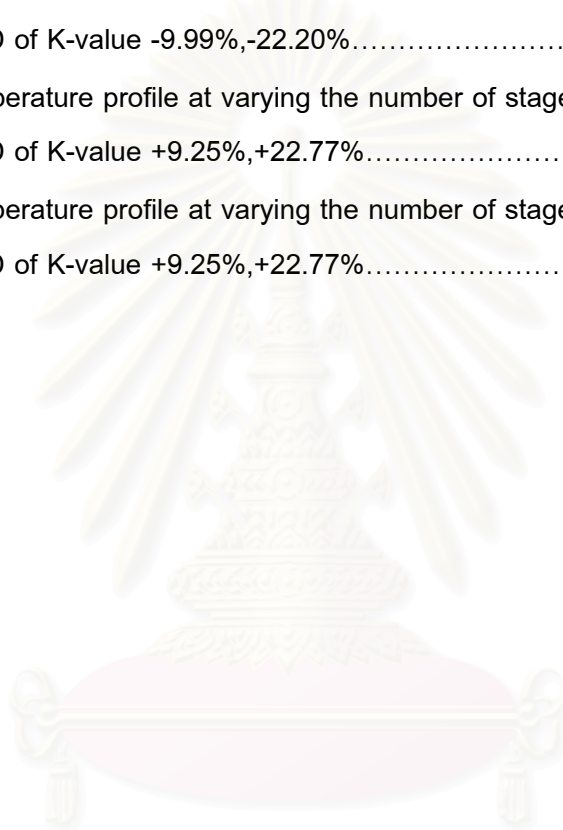 of K-value -9.99%,-22.20%.......................
perature profile at varying the number of stage
of K-value +9.25%,+22.77%.....................
perature profile at varying the number of stage
of K-value +9.25%,+22.77%.....................